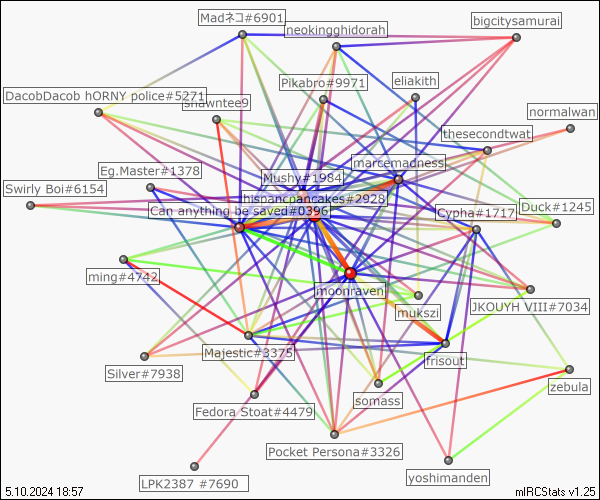 Madネコ#6901
bigcitysamurai
neokingghidorah
Pikabro#9971
eliakith
DacobDacob hORNY police#5271
shawntee9
normalwan
thesecondtwat
marcemadness
Eg.Master#1378
Mushy#1984
Swirly Boi#6154
hispanicpancakes#2928
Can anything be saved#0396
Cypha#1717
Duck#1245
ming#4742
moonraven
mukszi
JKOUYH VIII#7034
Majestic#3375
frisout
Silver#7938
zebula
somass
Fedora Stoat#4479
Pocket Persona#3326
yoshimanden
LPK2387 #7690
5.10.2024 18:57
mIRCStats v1.25